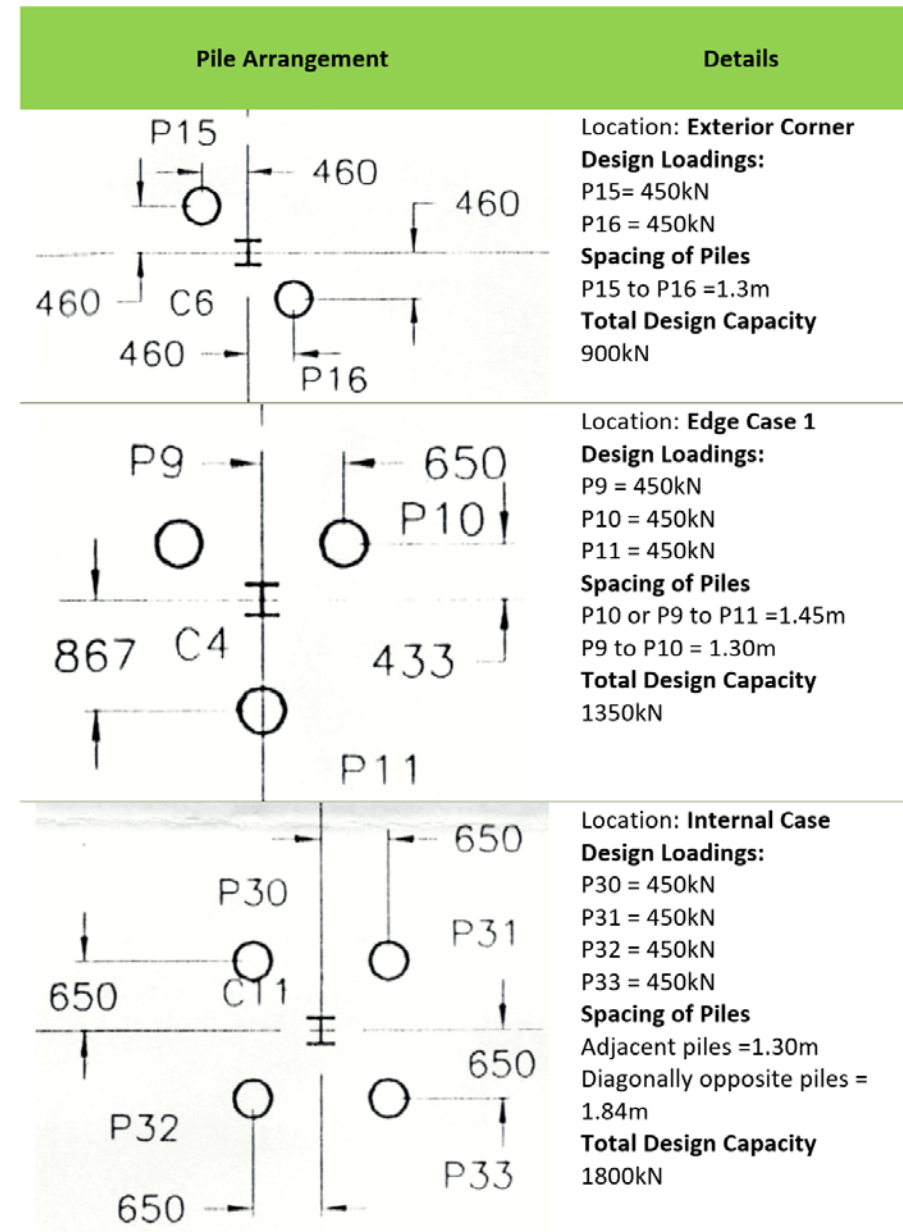 Pile Arrangement
Details
P15
460
460
460
C6
460
P16
Location: Exterior Corner
Design Loadings:
P15= 450kN
P16 = 450kN
Spacing of Piles
P15 to P16 =1.3m
Total Design Capacity
900kN
P9
650
P10
C4
867
433
P11
Location: Edge Case 1
Design Loadings:
P9 = 450kN
P10 = 450kN
P11 = 450kN
Spacing of Piles
P10 or P9 to P11 =1.45m
P9 to P10 = 1.30m
Total Design Capacity
1350kN
650
P30
P31
C11
650
650
P32
P33
650
Location: Internal Case
Design Loadings:
P30 = 450kN
P31 = 450kN
P32 = 450kN
P33 = 450kN
Spacing of Piles
Adjacent piles =1.30m
Diagonally opposite piles =
1.84m
Total Design Capacity
1800kN